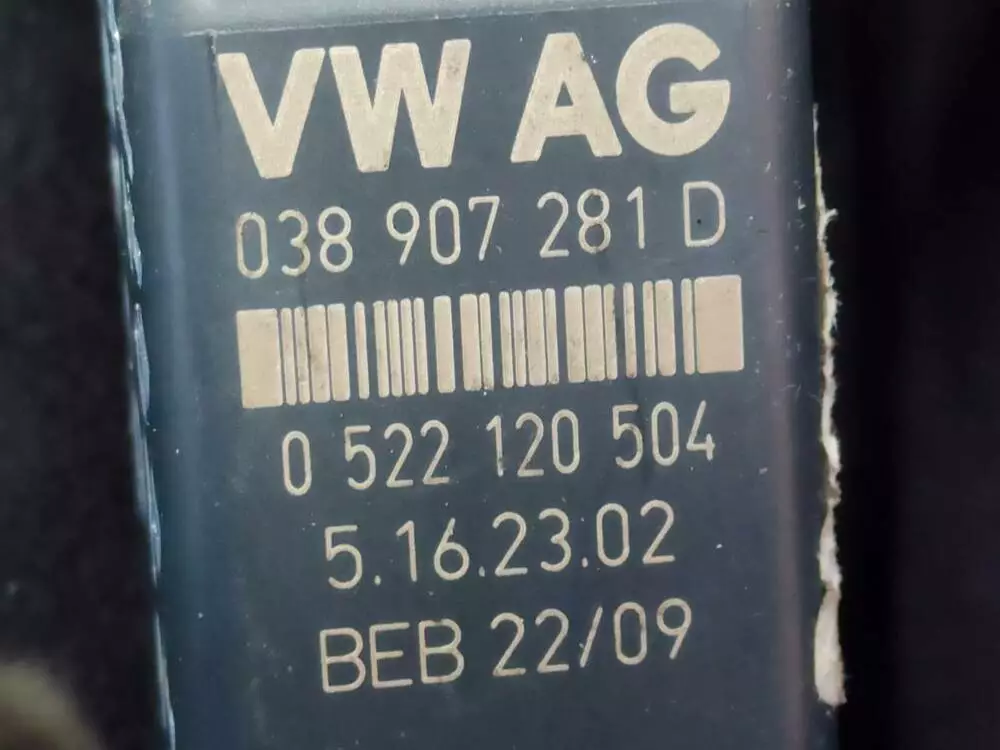 VW AG
038 907 281 D
0 522 120 504
5.16.23.02
BEB 22/09